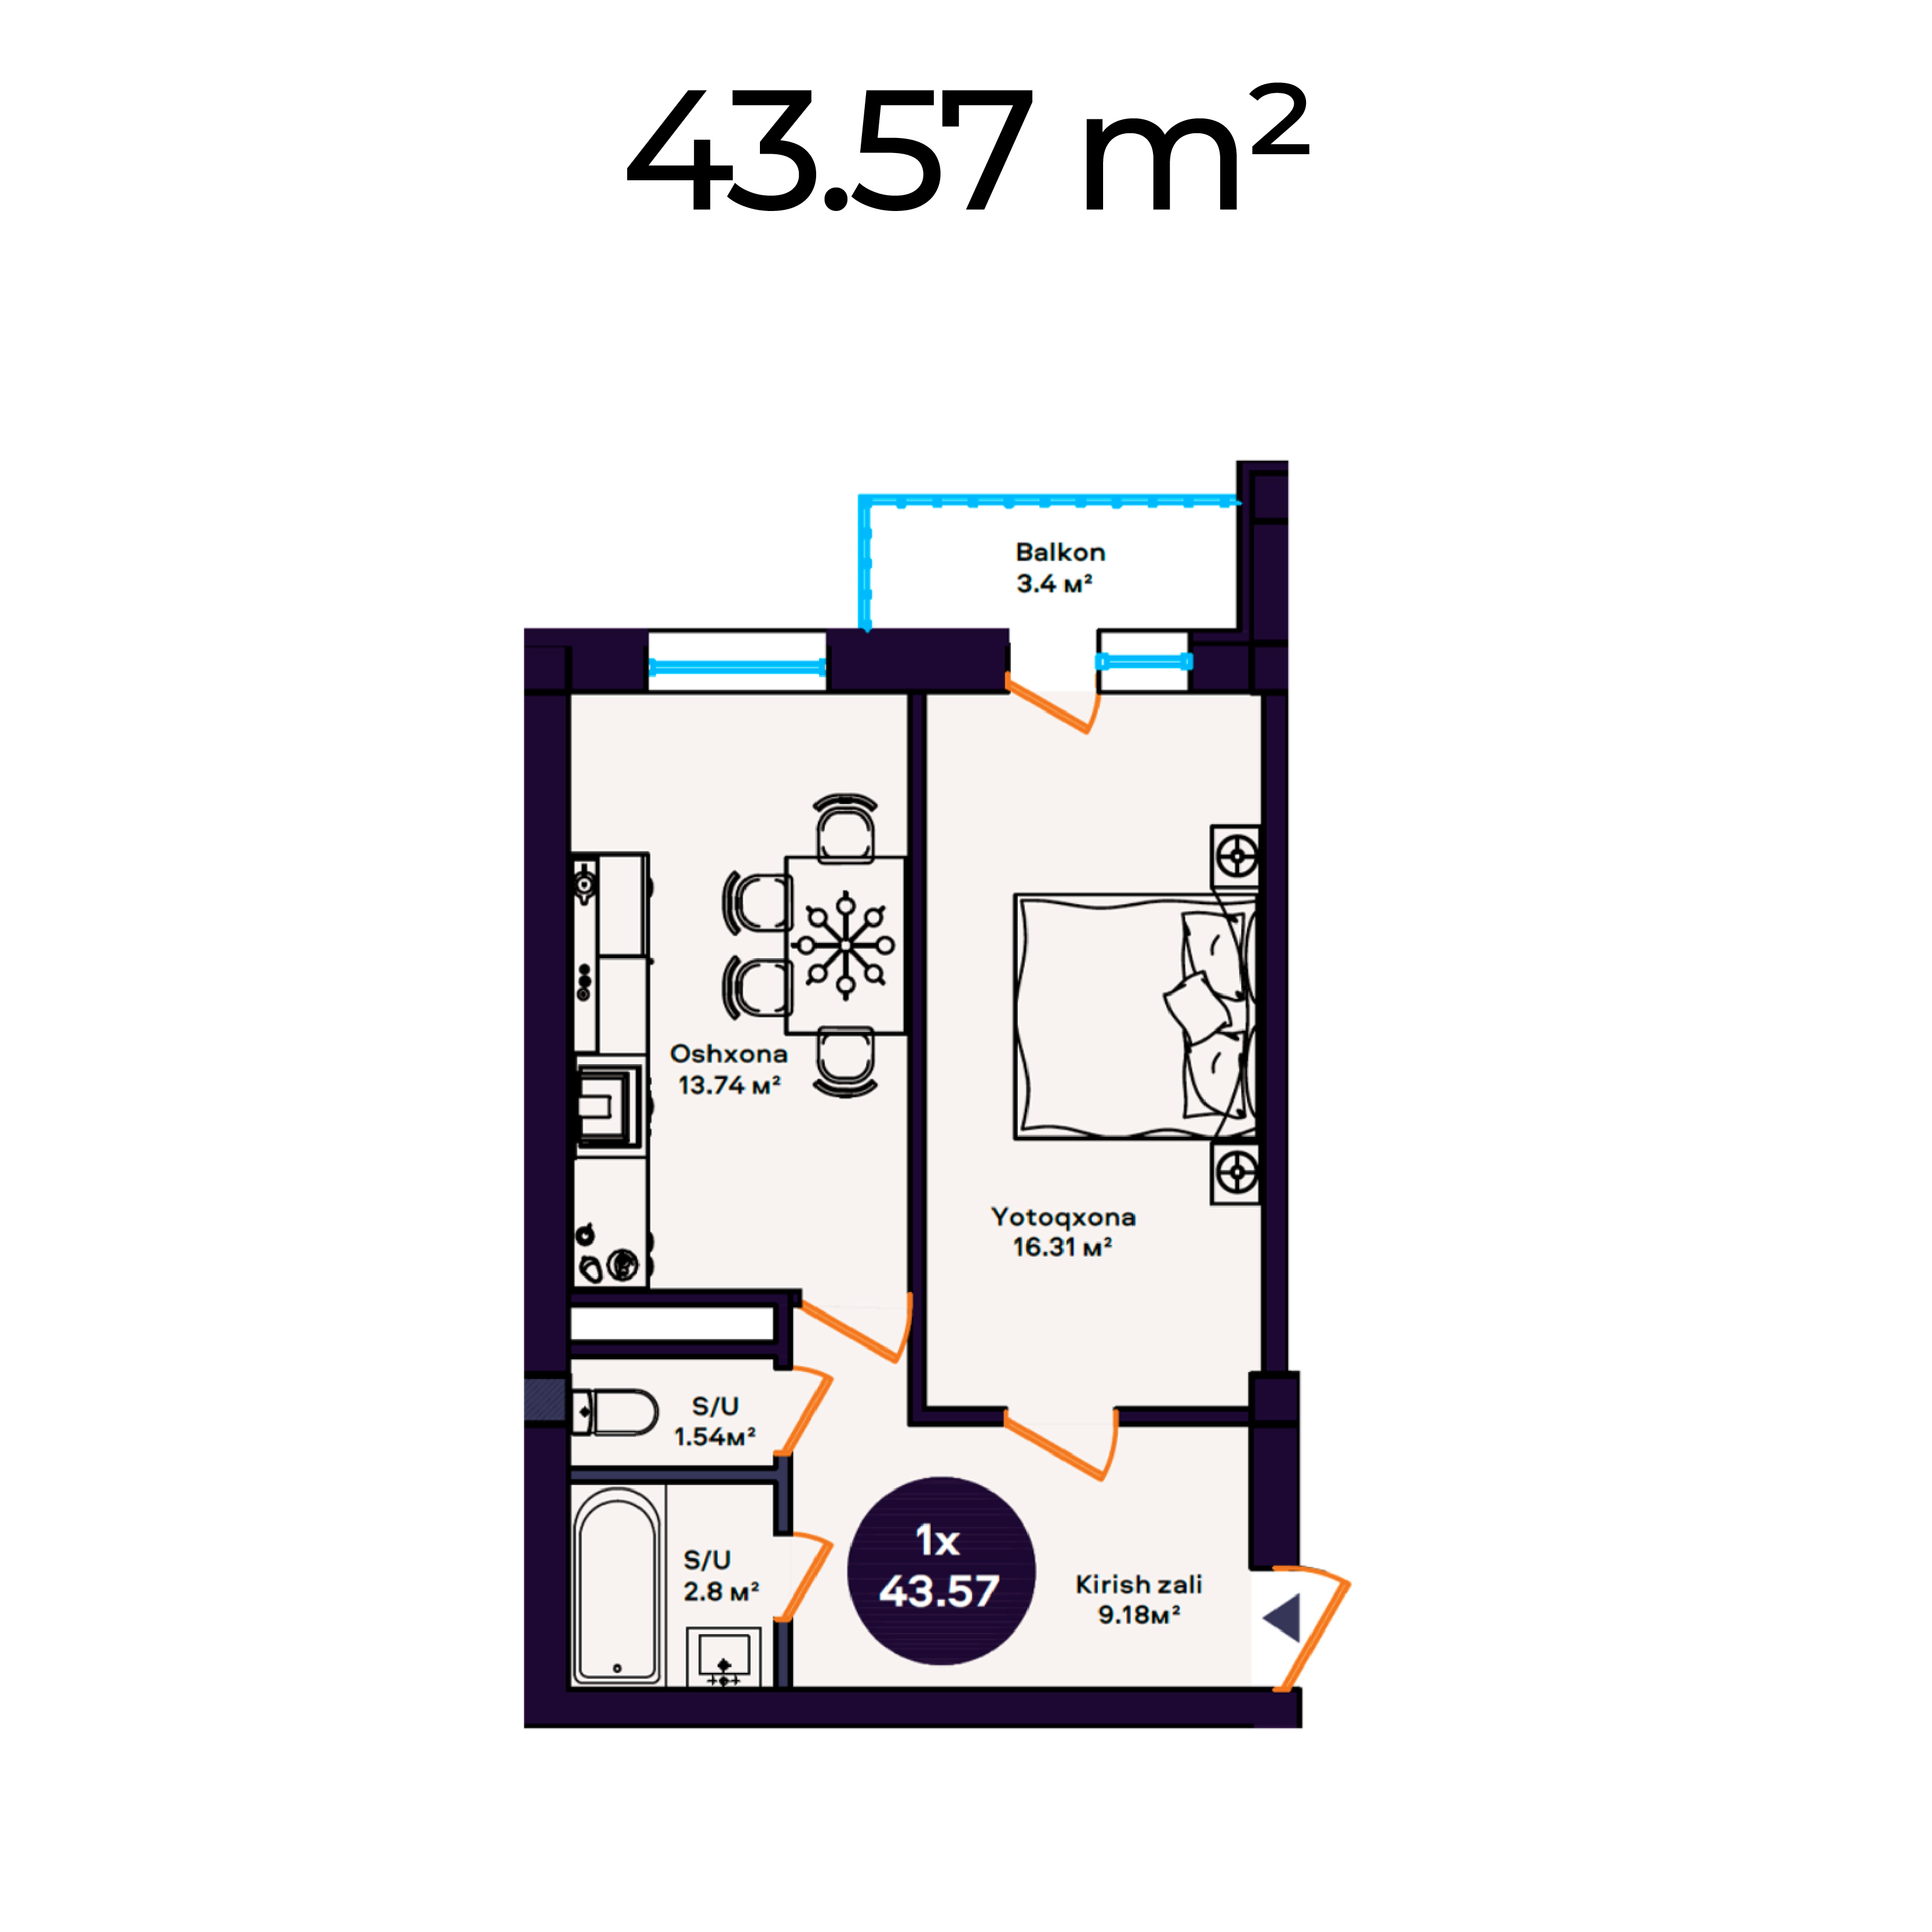 43.57 m²
Balkon
3.4 м²
Oshxona
13.74 м²
Yotoqxona
16.31 м²
S/U
1.54м²
S/U
2.8 м²
1x
43.57
Kirish zali
9.18м²